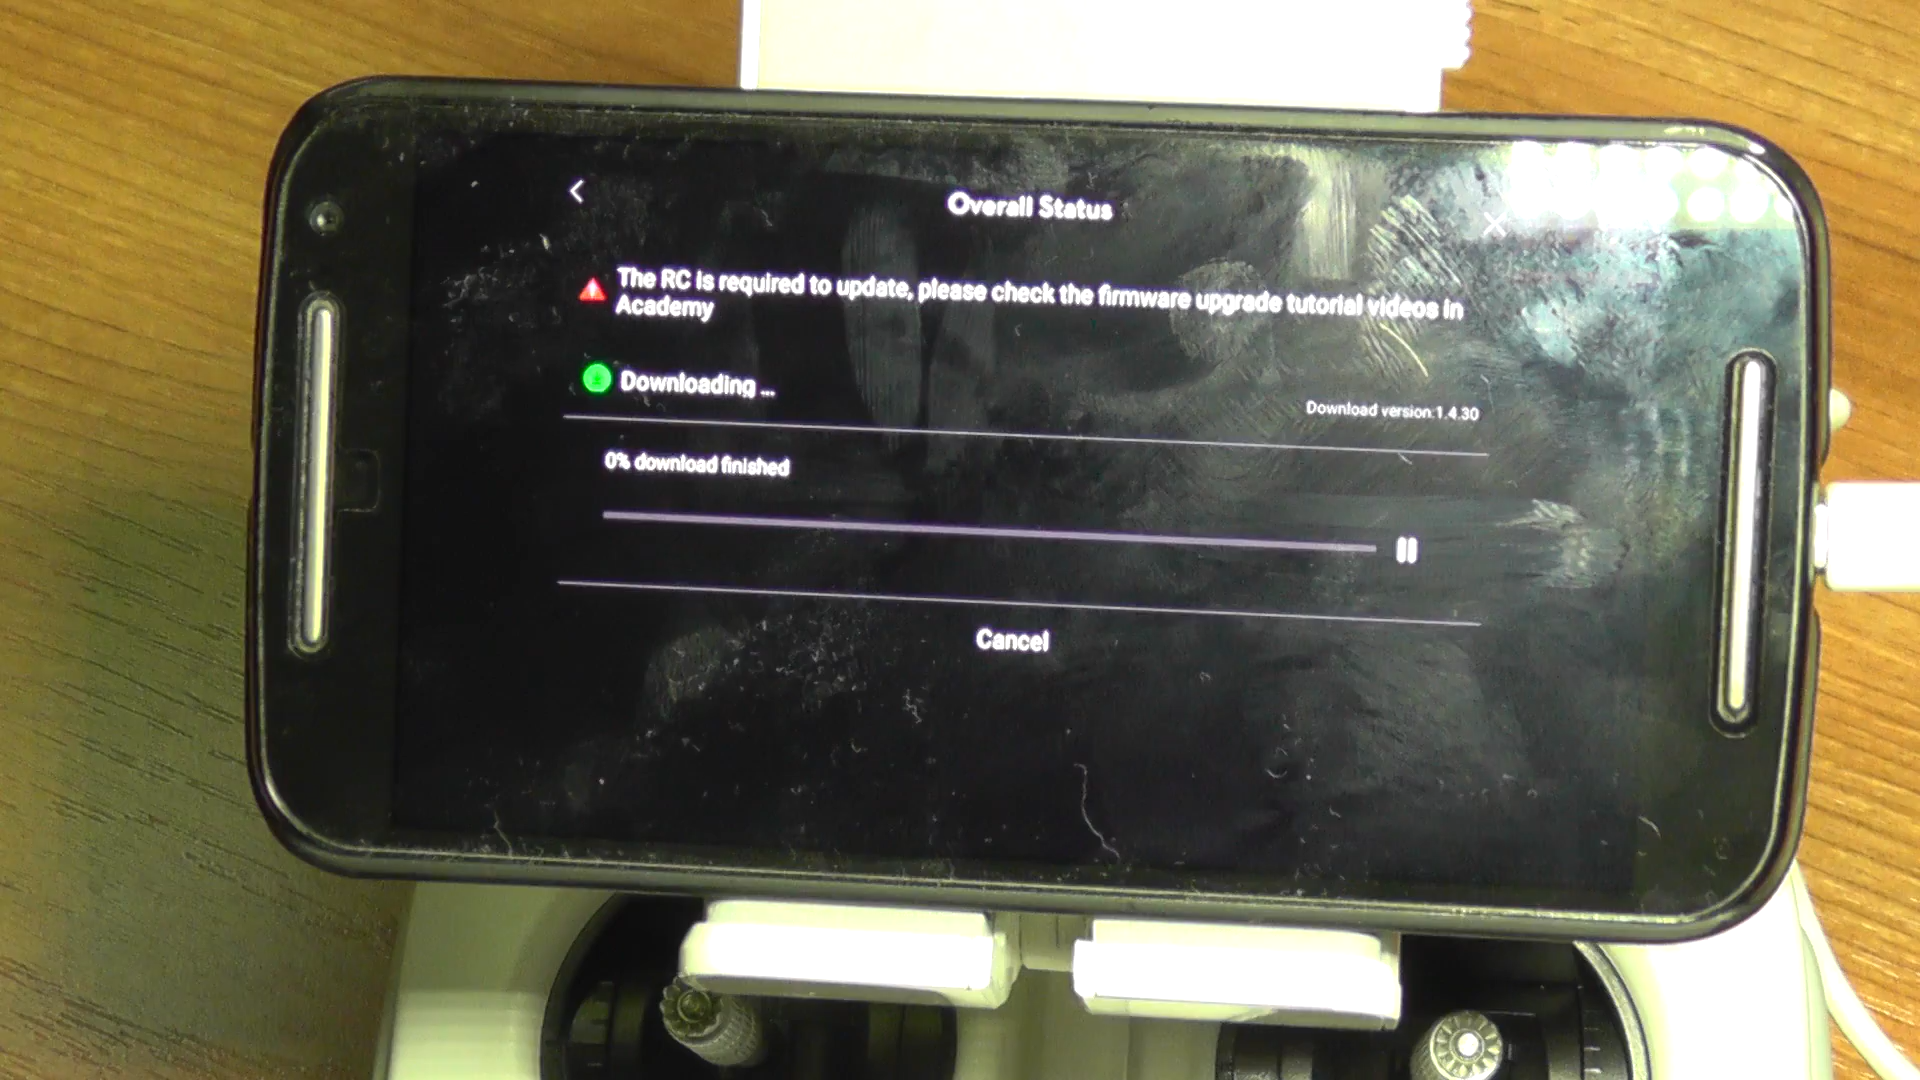 Overall Status
The RC is required to update, please check the firmware upgrade tutorial videos in
Academy
Downloading ...
Download version:1.4.30
0% download finished
Cancel